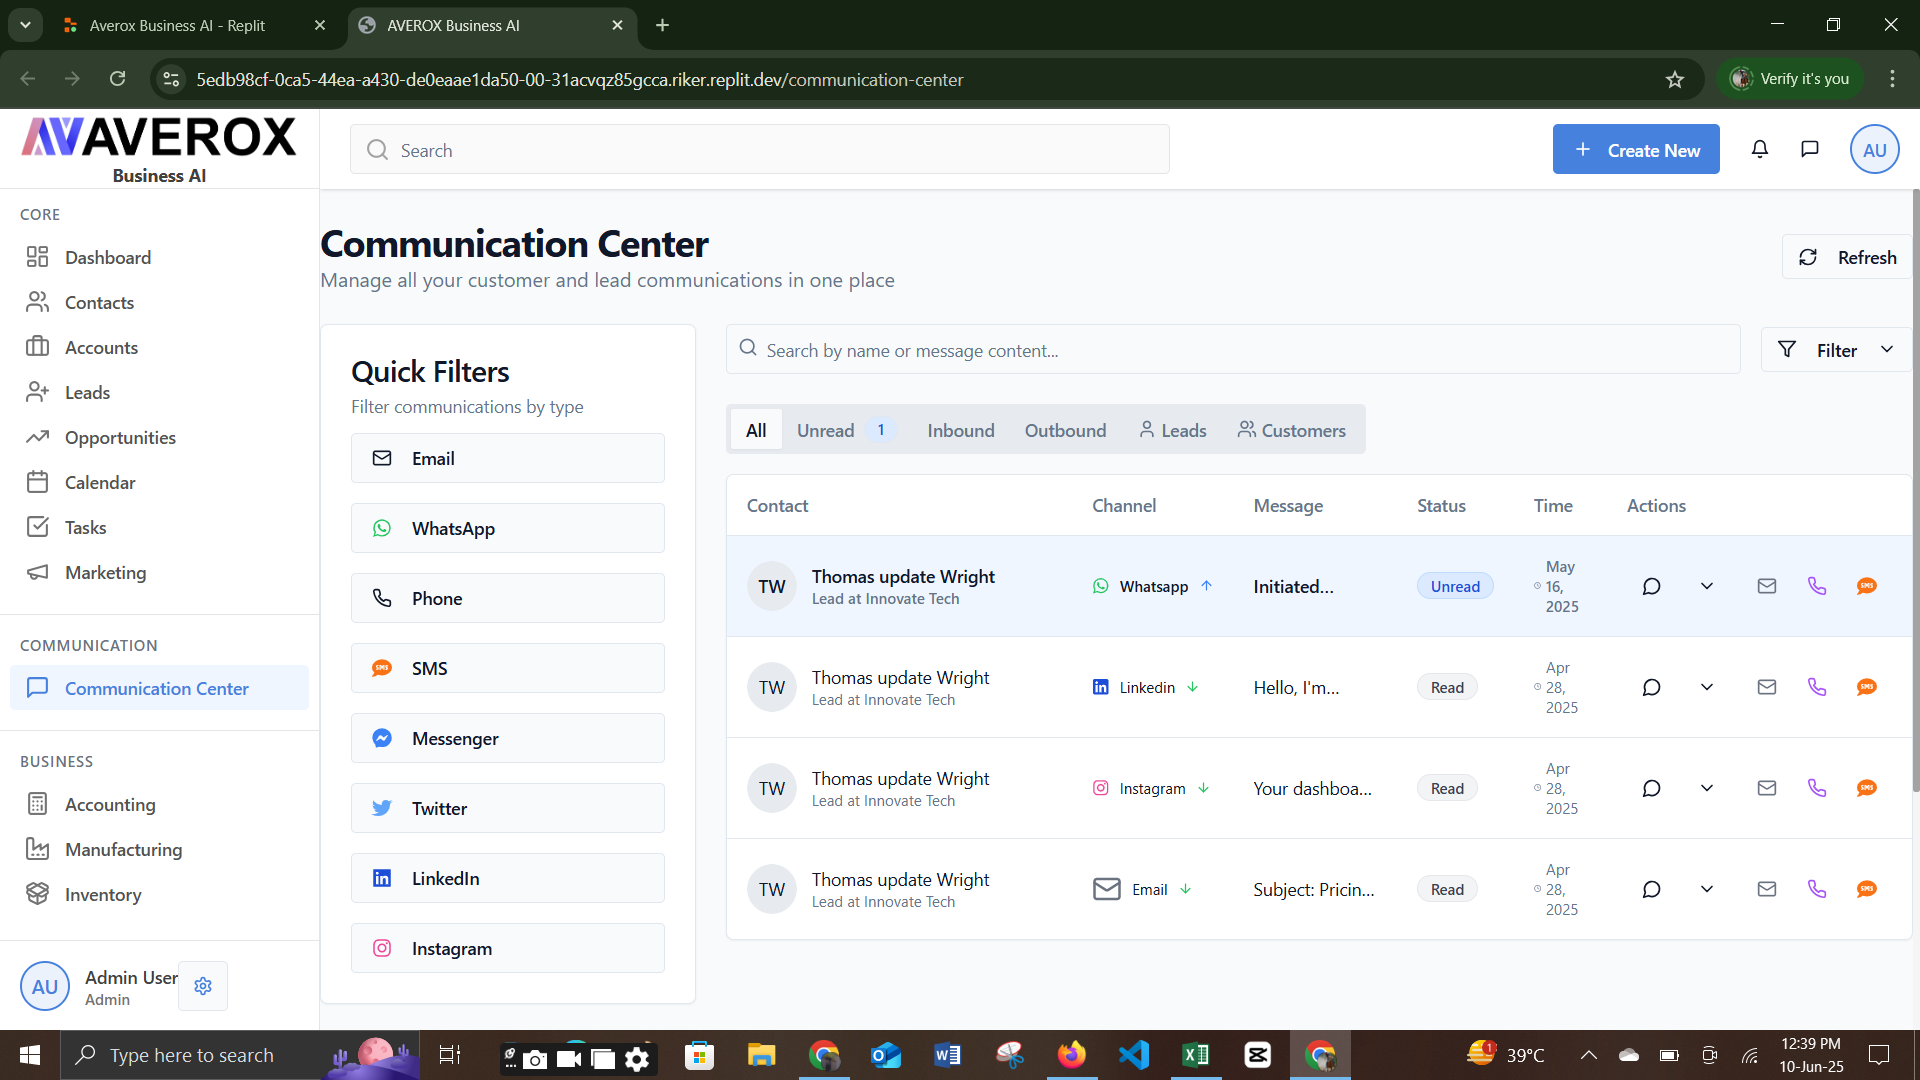 Averox Business AI - Replit
AVEROX Business AI
5edb98cf-0ca5-44ea-a430-de0eaae1da50-00-31acvqz85gcca.riker.replit.dev/communication-center
Verify it's you
AVEROX
Business AI
Search
Create New
AU
CORE
Dashboard
Contacts
Accounts
Leads
Opportunities
Calendar
Tasks
Marketing
COMMUNICATION
Communication Center
BUSINESS
Accounting
Manufacturing
Inventory
AU
Admin User
Admin
Communication Center
Manage all your customer and lead communications in one place
Refresh
Quick Filters
Filter communications by type
Email
WhatsApp
Phone
SMS
Messenger
Twitter
LinkedIn
Instagram
Search by name or message content...
Filter
All Unread 1 Inbound Outbound Leads Customers
Contact Channel Message Status Time Actions
TW Thomas update Wright
Lead at Innovate Tech
Whatsapp Initiated... Unread
May
16,
2025
SMS
TW Thomas update Wright
Lead at Innovate Tech
Linkedin Hello, I'm... Read
Apr
28,
2025
SMS
TW Thomas update Wright
Lead at Innovate Tech
Instagram Your dashboa... Read
Apr
28,
2025
SMS
TW Thomas update Wright
Lead at Innovate Tech
Email Subject: Pricin... Read
Apr
28,
2025
SMS
Type here to search
1
39°C
12:39 PM
10-Jun-25